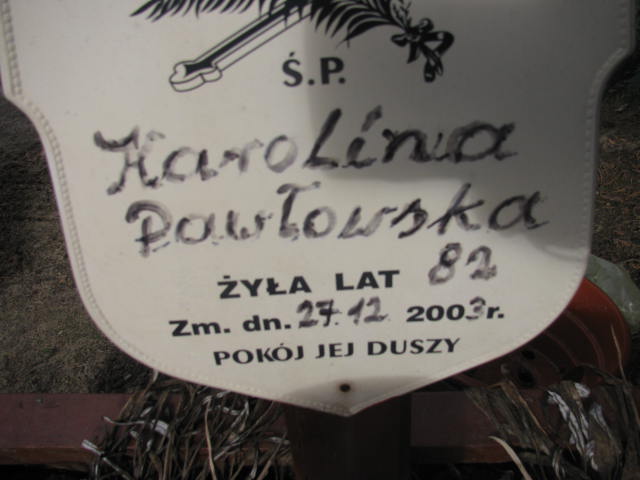 Ś.P.
Karolina
Pawłowska
ŻYŁA LAT 82
Zm. dn. 27.12 2003r.
POKÓJ JEJ DUSZY